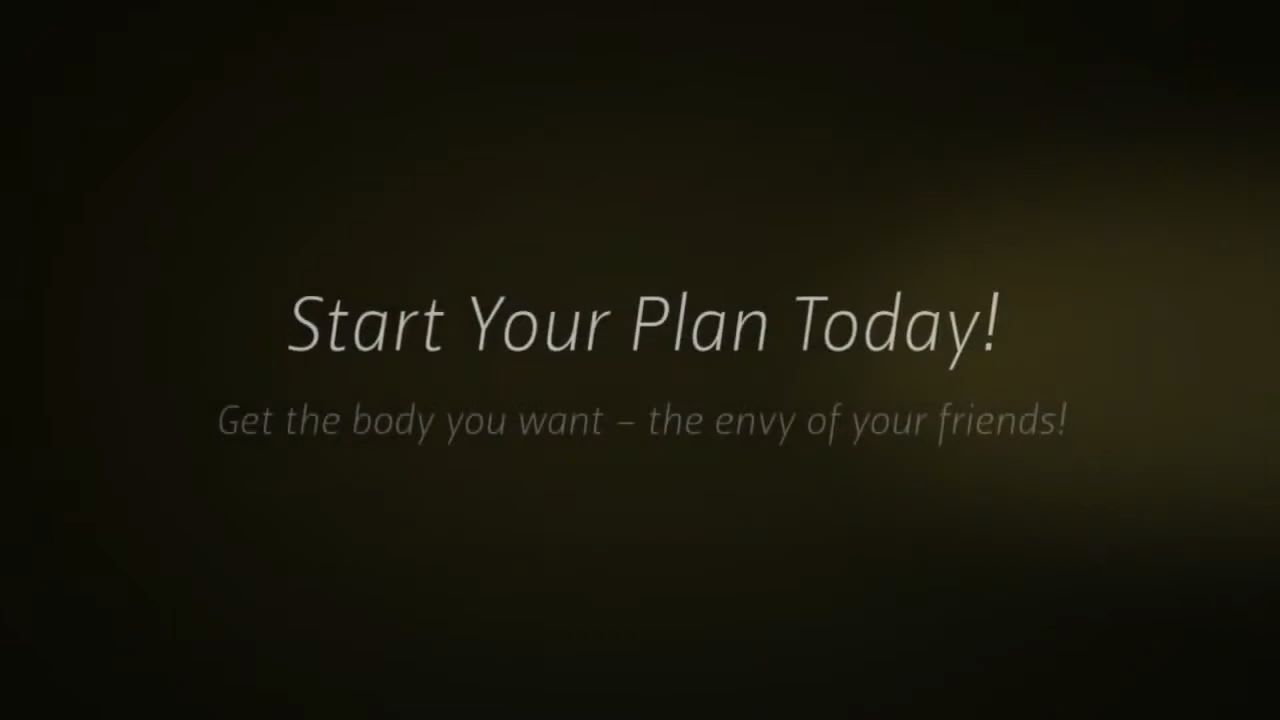 Start Your Plan Today!
Get the body you want – the envy of your friends!